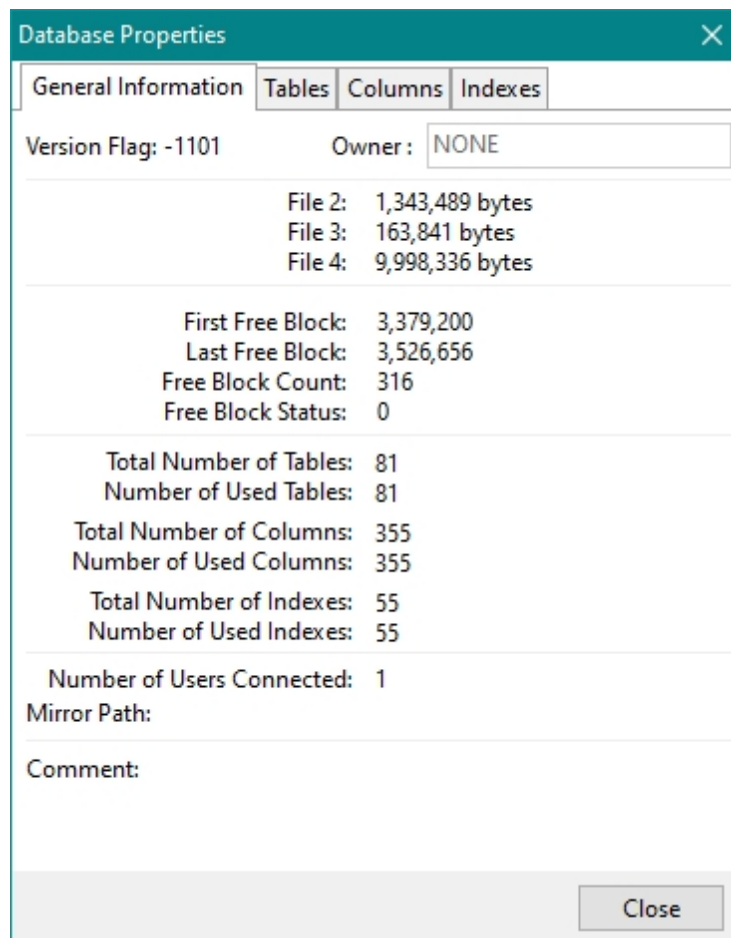 Database Properties
General Information Tables Columns Indexes
Version Flag: -1101 Owner : NONE
File 2: 1,343,489 bytes
File 3: 163,841 bytes
File 4: 9,998,336 bytes
First Free Block: 3,379,200
Last Free Block: 3,526,656
Free Block Count: 316
Free Block Status: 0
Total Number of Tables: 81
Number of Used Tables: 81
Total Number of Columns: 355
Number of Used Columns: 355
Total Number of Indexes: 55
Number of Used Indexes: 55
Number of Users Connected: 1
Mirror Path:
Comment:
Close